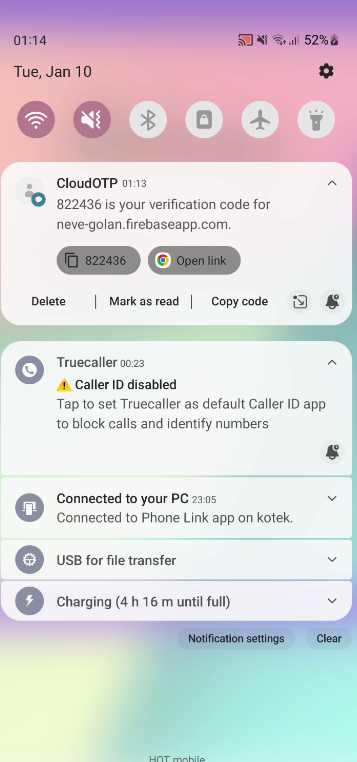 01:14
52%
Tue, Jan 10
CloudOTP 01:13
822436 is your verification code for
neve-golan.firebaseapp.com.
822436
Open link
Delete
Mark as read
Copy code
Truecaller 00:23
Caller ID disabled
Tap to set Truecaller as default Caller ID app
to block calls and identify numbers
Connected to your PC 23:05
Connected to Phone Link app on kotek.
USB for file transfer
Charging (4 h 16 m until full)
Notification settings
Clear
HOT mobile